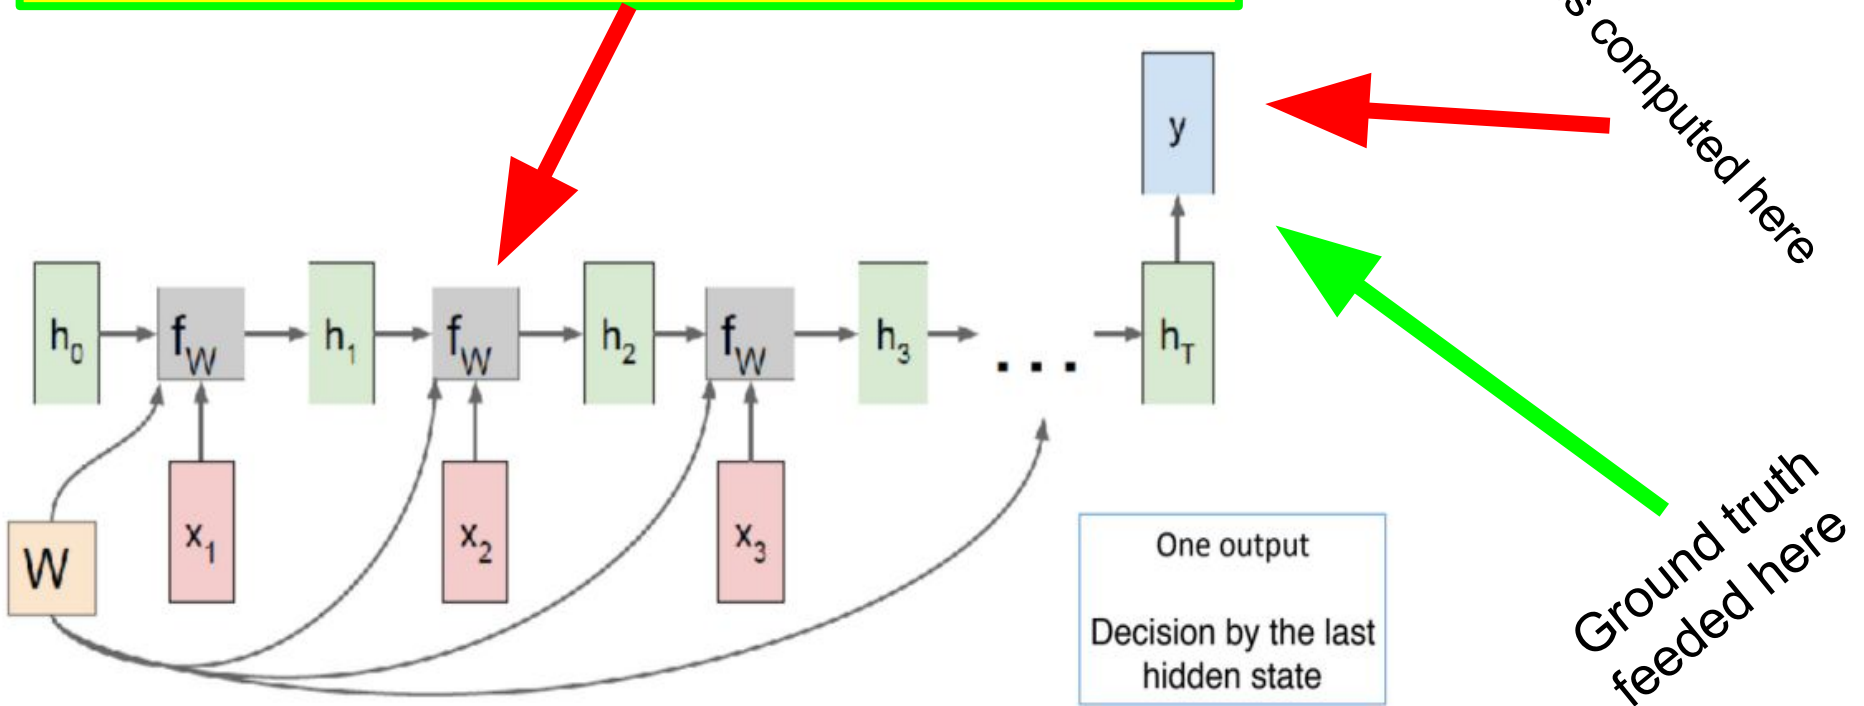 s computed here
y
h0 fW h1 fW h2 fW h3 ... hT
x1 x2 x3
W
One output
Decision by the last
hidden state
Ground truth
feeded here